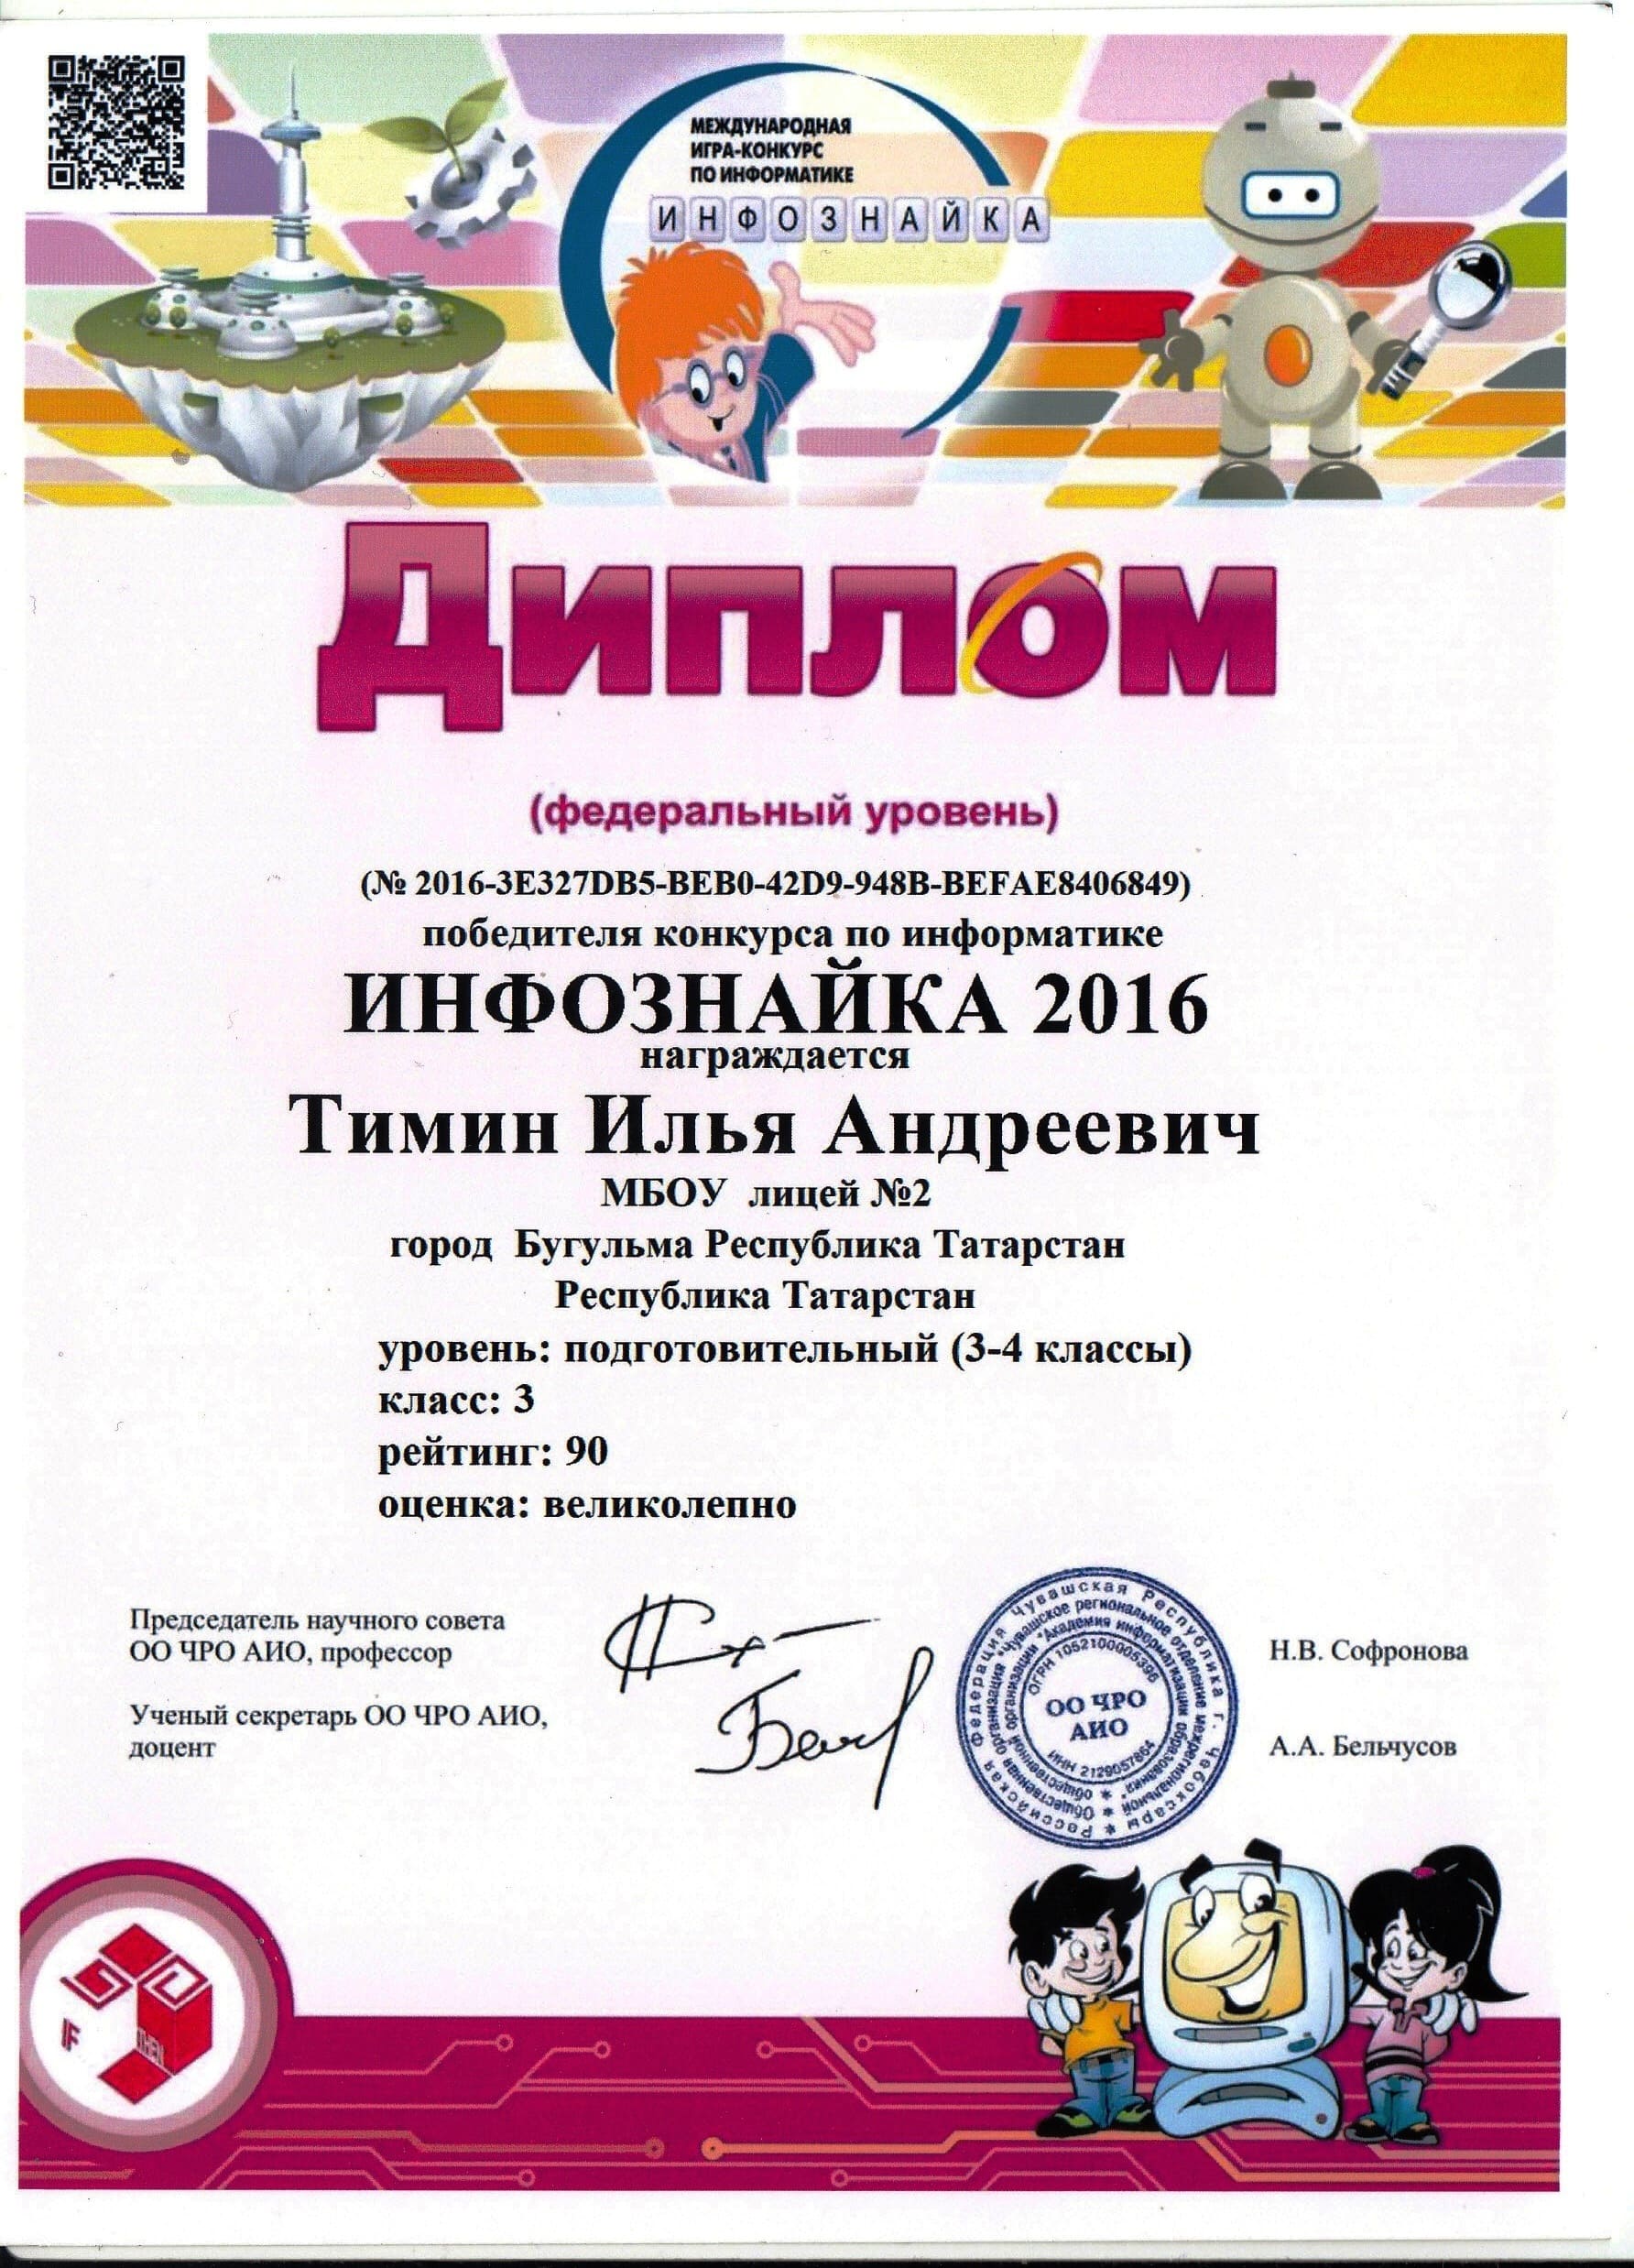 МЕЖДУНАРОДНАЯ
ИГРА-КОНКУРС
ПО ИНФОРМАТИКЕ
ИНФОЗНАЙКА
Диплом
(федеральный уровень)
(№ 2016-3E327DB5-BEB0-42D9-948B-BEFAE8406849)
победителя конкурса по информатике
ИНФОЗНАЙКА 2016
награждается
Тимин Илья Андреевич
МБОУ лицей №2
город Бугульма Республика Татарстан
Республика Татарстан
уровень: подготовительный (3-4 классы)
класс: 3
рейтинг: 90
оценка: великолепно
Председатель научного совета
ОО ЧРО АИО, профессор
Н.В. Софронова
Ученый секретарь ОО ЧРО АИО,
доцент
А.А. Бельчусов
Российская Федерация Чувашская Республика г. Чебоксары
Общественная организация "Чувашское региональное отделение межрегиональной
общественной организации "Академия информатизации образования"
ОГРН 1052100005396
ОО ЧРО
АИО
ИНН 2129057864
IF
THEN